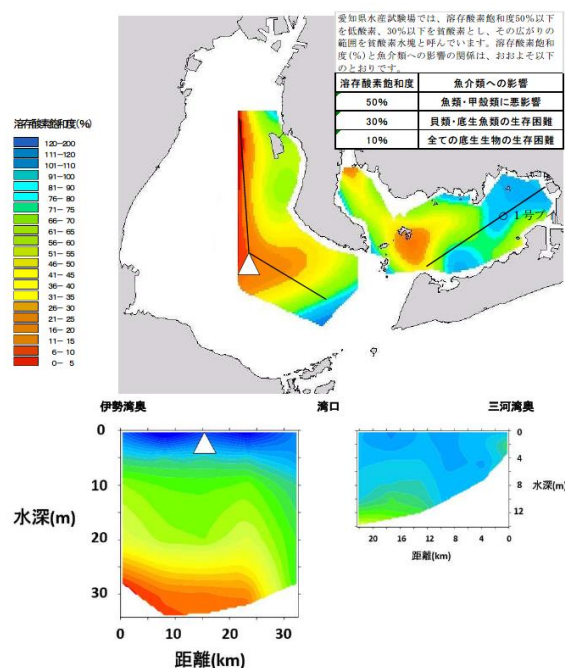 愛知県水産試験場では、溶存酸素飽和度50%以下
を低酸素、30%以下を貧酸素とし、その広がりの
範囲を貧酸素水塊と呼んでいます。溶存酸素飽和
度(%)と魚介類への影響の関係は、おおよそ以下
のとおりです。
溶存酸素飽和度 魚介類への影響
50% 魚類・甲殻類に悪影響
30% 貝類・底生魚類の生存困難
10% 全ての底生生物の生存困難
溶存酸素飽和度(%)
120-200
111-120
101-110
91-100
81- 90
76- 80
71- 75
66- 70
61- 65
56- 60
51- 55
46- 50
41- 45
36- 40
31- 35
26- 30
21- 25
16- 20
11- 15
6- 10
0- 5
1号ブイ
伊勢湾奥 湾口 三河湾奥
水深(m)
0
10
20
30
0 10 20 30
距離(km)
0
4
8
12
水深(m)
20 16 12 8 4 0
距離(km)